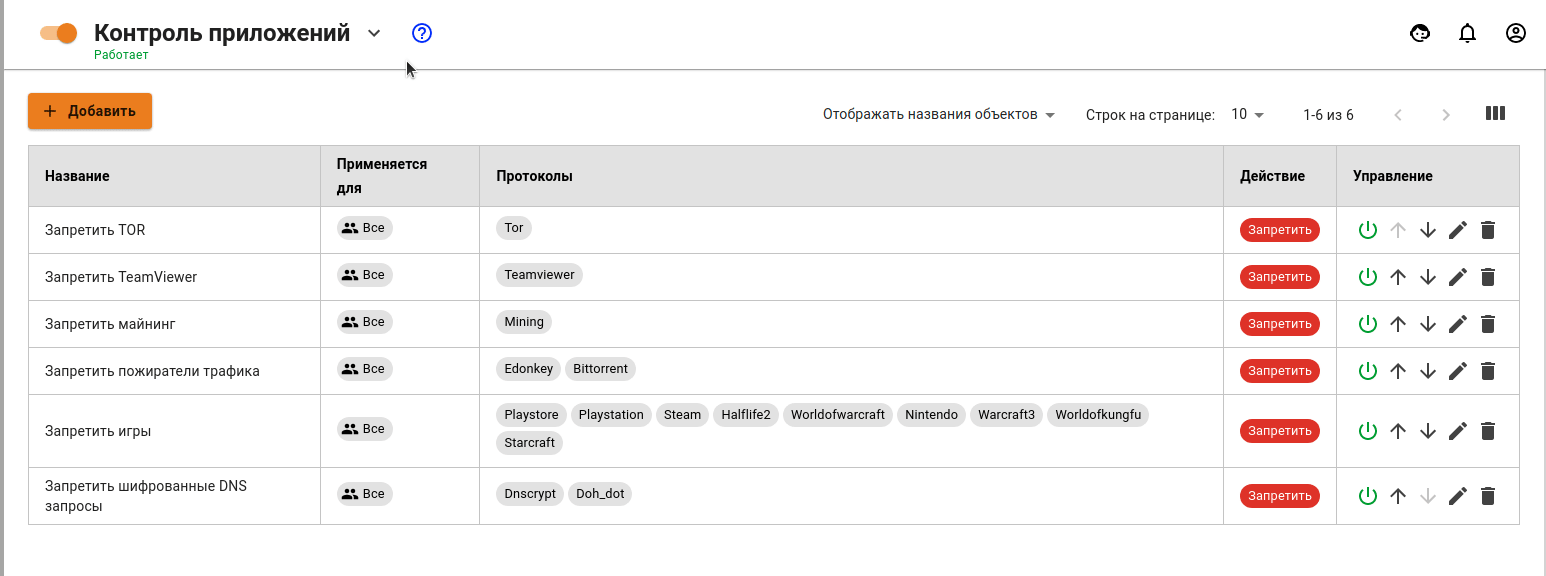 Контроль приложений
Работает
Добавить
Отображать названия объектов Строк на странице: 10 1-6 из 6
Название Применяется для Протоколы Действие Управление
Запретить TOR Все Tor Запретить
Запретить TeamViewer Все Teamviewer Запретить
Запретить майнинг Все Mining Запретить
Запретить пожиратели трафика Все Edonkey Bittorrent Запретить
Запретить игры Все Playstore Playstation Steam Halflife2 Worldofwarcraft Nintendo Warcraft3 Worldofkungfu Запретить
Starcraft
Запретить шифрованные DNS
запросы Все Dnscrypt Doh_dot Запретить